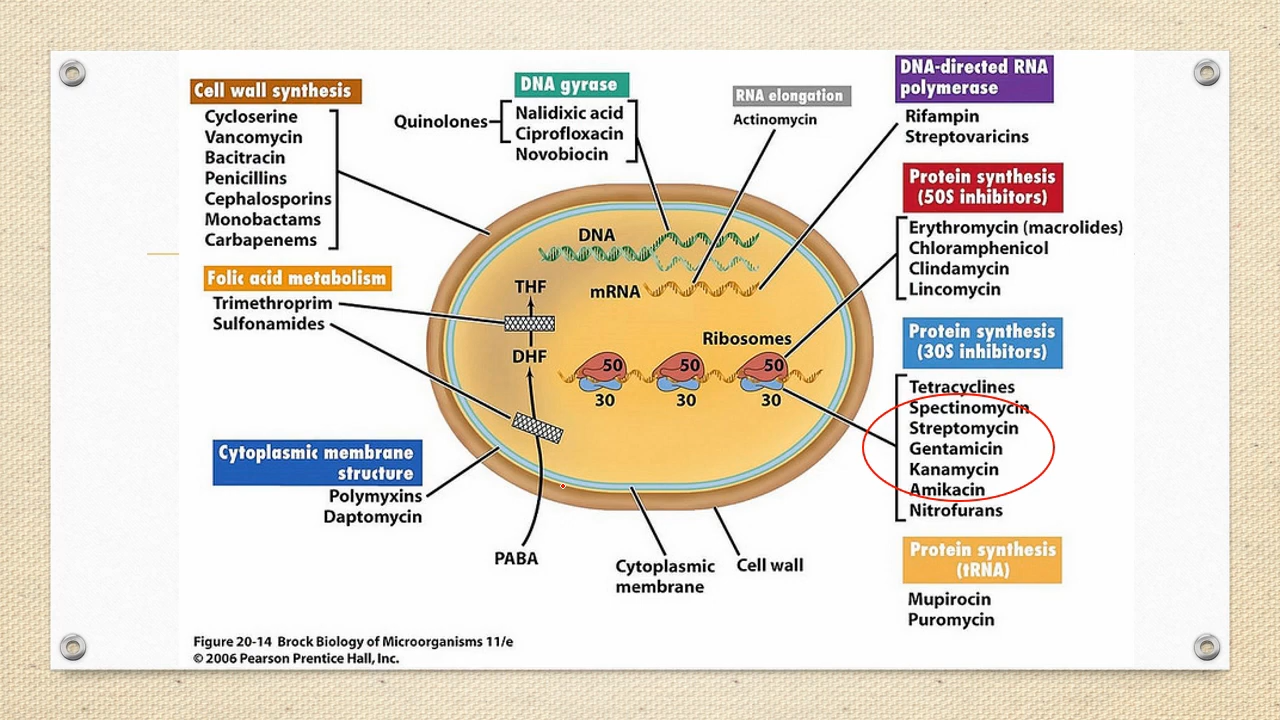 Cell wall synthesis
Cycloserine
Vancomycin
Bacitracin
Penicillins
Cephalosporins
Monobactams
Carbapenems
Folic acid metabolism
Trimethroprim
Sulfonamides
Cytoplasmic membrane
structure
Polymyxins
Daptomycin
Quinolones
DNA gyrase
Nalidixic acid
Ciprofloxacin
Novobiocin
RNA elongation
Actinomycin
DNA-directed RNA
polymerase
Rifampin
Streptovaricins
Protein synthesis
(50S inhibitors)
Erythromycin (macrolides)
Chloramphenicol
Clindamycin
Lincomycin
Protein synthesis
(30S inhibitors)
Tetracyclines
Spectinomycin
Streptomycin
Gentamicin
Kanamycin
Amikacin
Nitrofurans
Protein synthesis
(tRNA)
Mupirocin
Puromycin
DNA
THF
mRNA
Ribosomes
DHF
50 50 50
30 30 30
PABA
Cytoplasmic
membrane
Cell wall
Figure 20-14 Brock Biology of Microorganisms 11/e
© 2006 Pearson Prentice Hall, Inc.